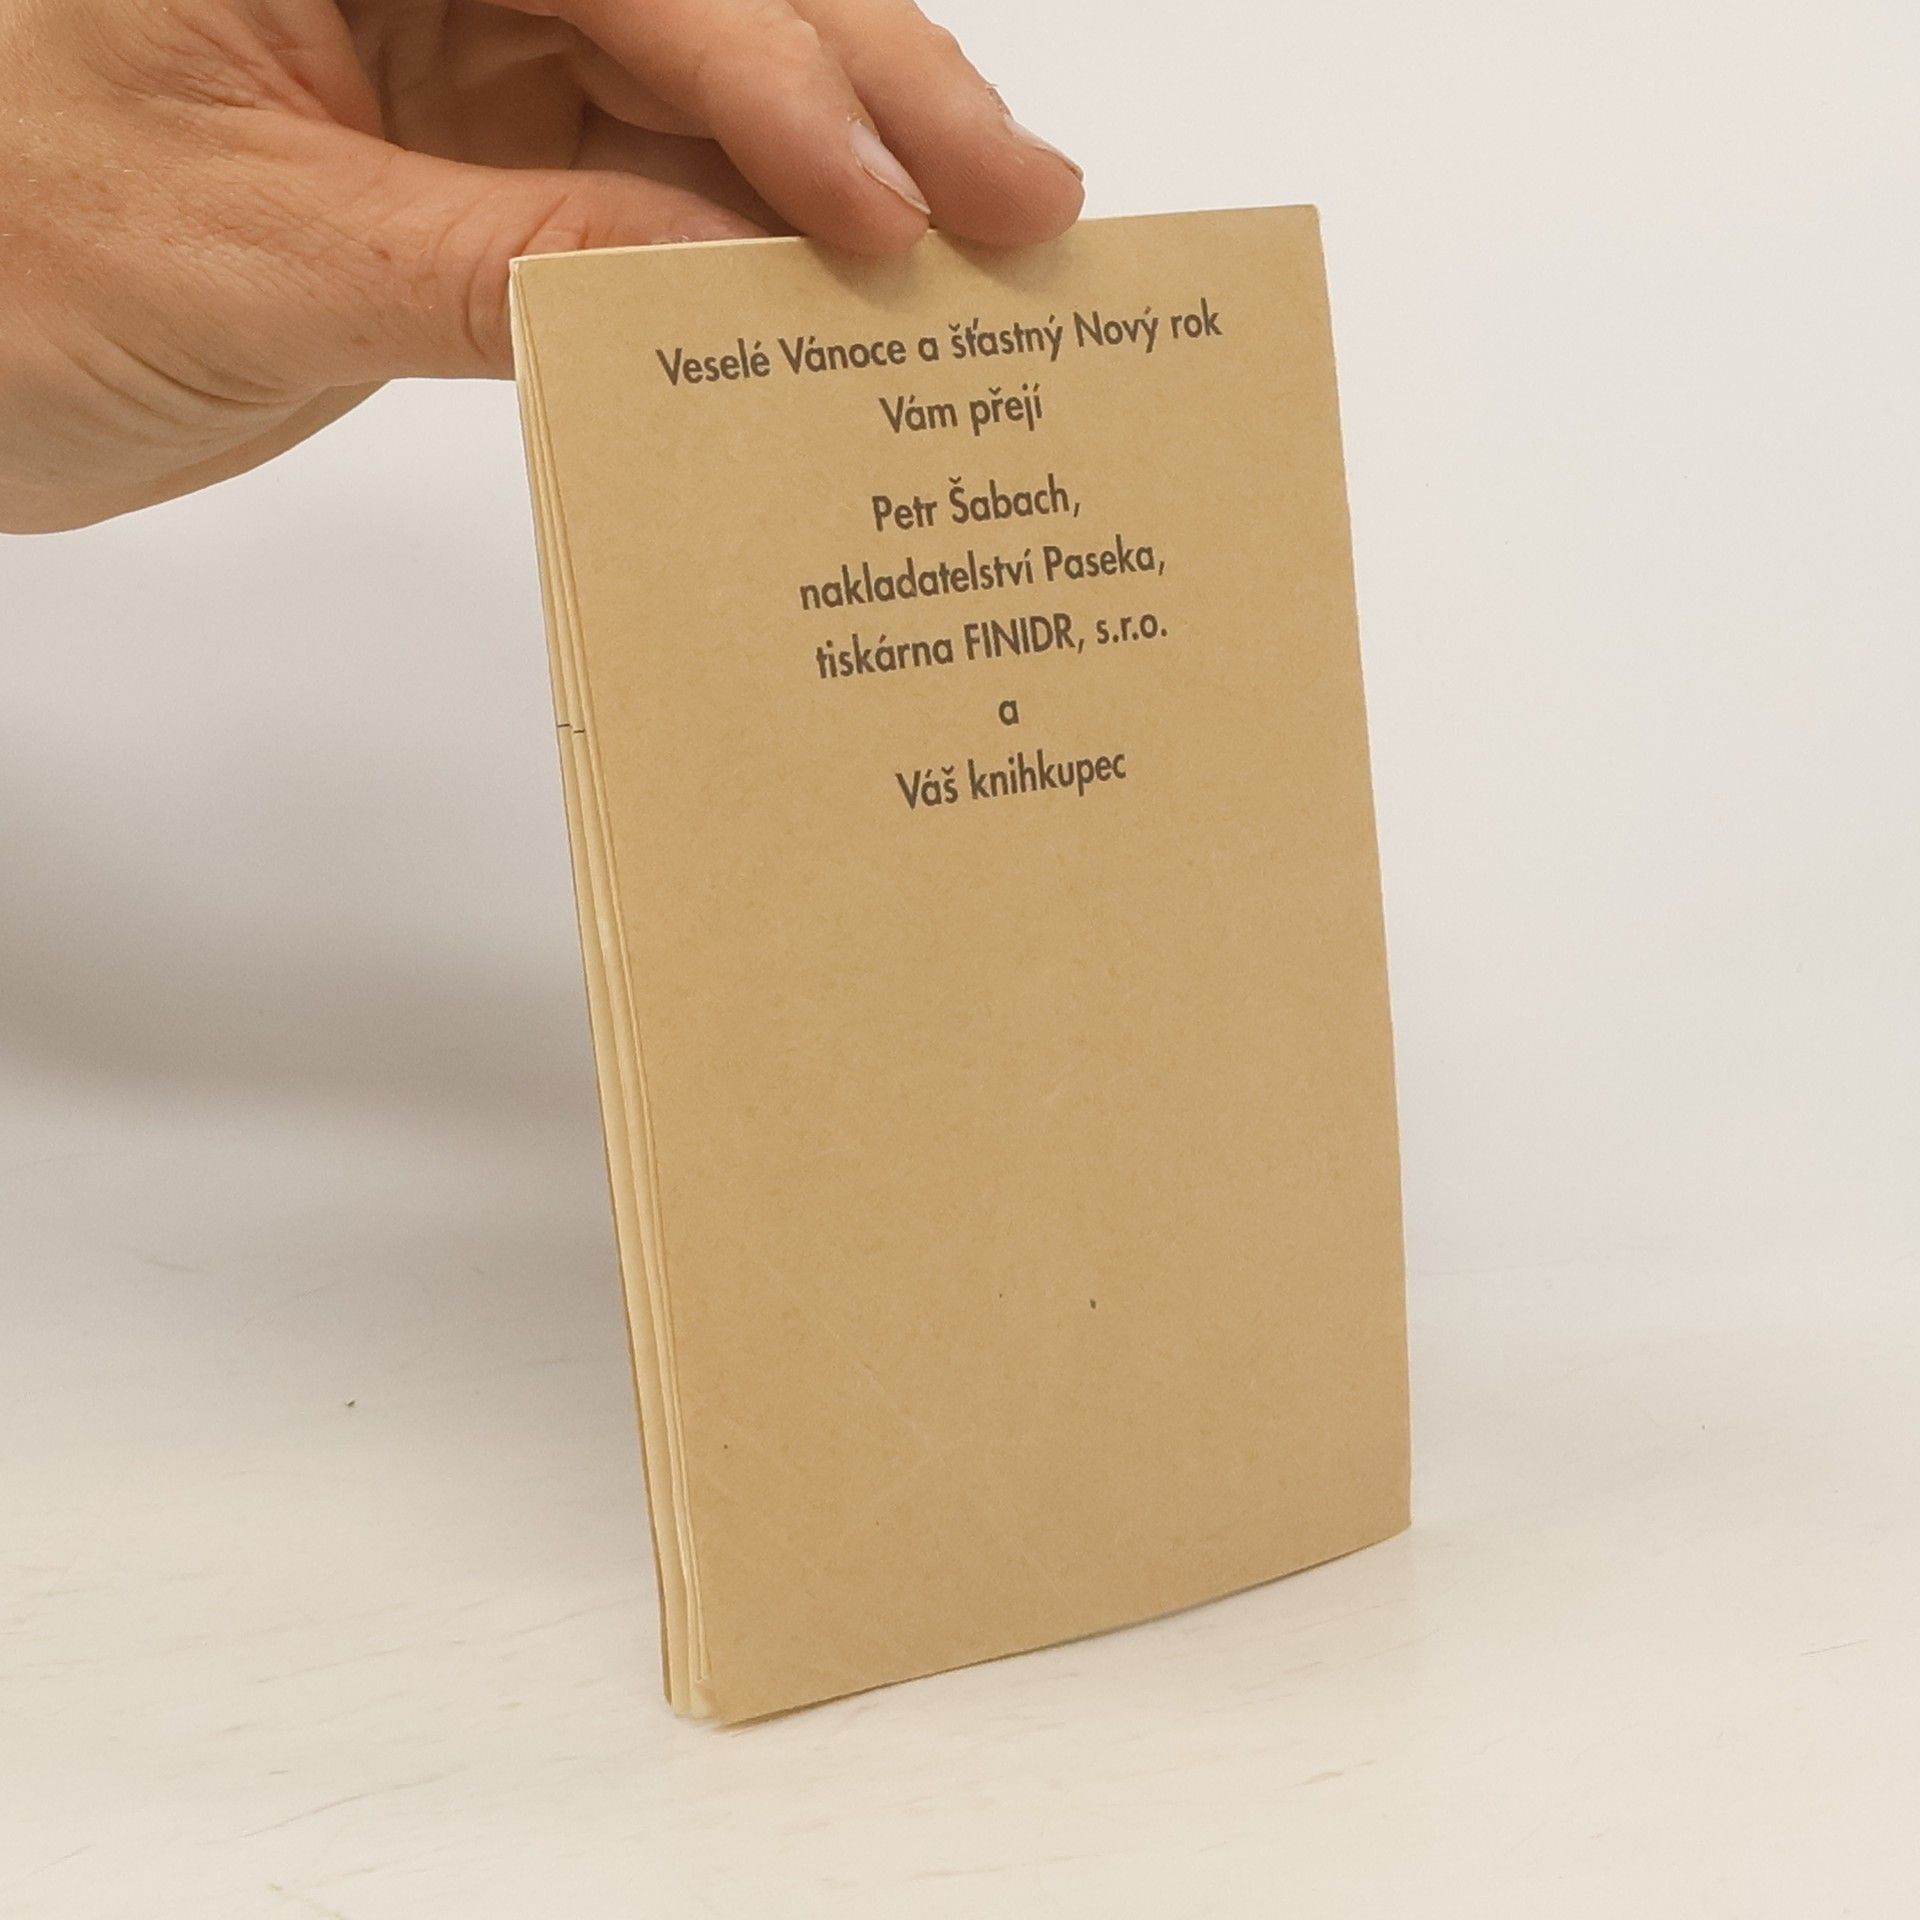 Veselé Vánoce a šťastný Nový rok
Vám přejí
Petr Šabach,
nakladatelství Paseka,
tiskárna FINIDR, s.r.o.
a
Váš knihkupec